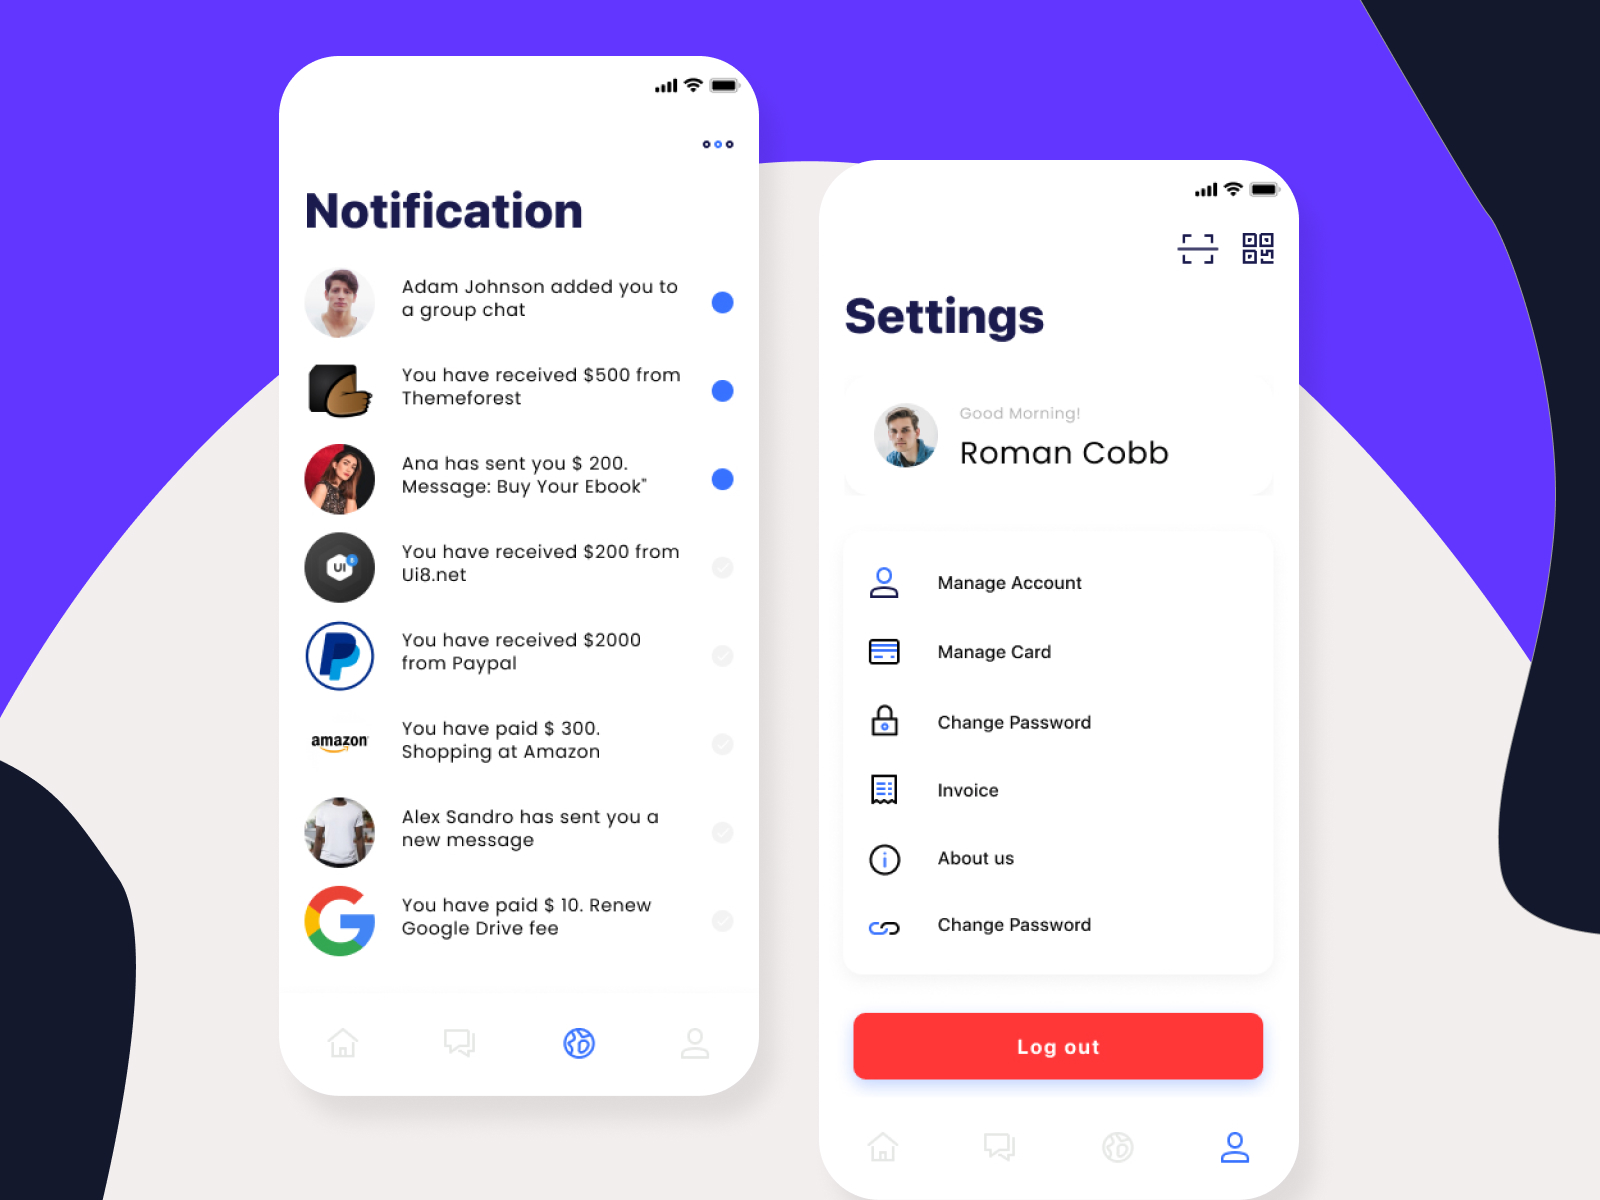 Notification
Adam Johnson added you to
a group chat
You have received $500 from
Themeforest
Ana has sent you $ 200.
Message: Buy Your Ebook"
UI
8
You have received $200 from
Ui8.net
You have received $2000
from Paypal
amazon
You have paid $ 300.
Shopping at Amazon
Alex Sandro has sent you a
new message
You have paid $ 10. Renew
Google Drive fee
Settings
Good Morning!
Roman Cobb
Manage Account
Manage Card
Change Password
Invoice
About us
Change Password
Log out